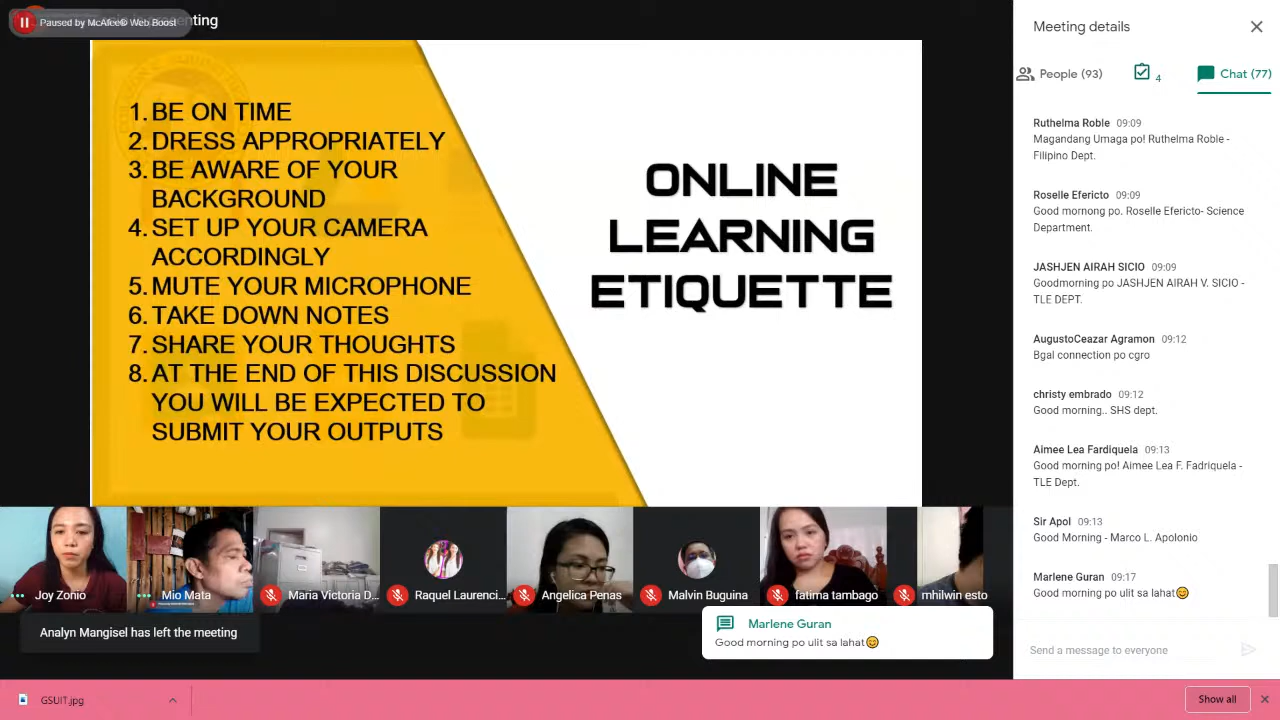 Paused by McAfee® Web Boost
nting
1. BE ON TIME
2. DRESS APPROPRIATELY
3. BE AWARE OF YOUR
BACKGROUND
4. SET UP YOUR CAMERA
ACCORDINGLY
5. MUTE YOUR MICROPHONE
6. TAKE DOWN NOTES
7. SHARE YOUR THOUGHTS
8. AT THE END OF THIS DISCUSSION
YOU WILL BE EXPECTED TO
SUBMIT YOUR OUTPUTS
ONLINE
LEARNING
ETIQUETTE
Joy Zonio
Mio Mata
Maria Victoria D...
Raquel Laurenci...
Angelica Penas
Malvin Buguina
fatima tambago
mhilwin esto
Analyn Mangisel has left the meeting
Marlene Guran
Good morning po ulit sa lahat😊
Meeting details
People (93)
4
Chat (77)
Ruthelma Roble 09:09
Magandang Umaga po! Ruthelma Roble -
Filipino Dept.
Roselle Efericto 09:09
Good mornong po. Roselle Efericto- Science
Department.
JASHJEN AIRAH SICIO 09:09
Goodmorning po JASHJEN AIRAH V. SICIO -
TLE DEPT.
AugustoCeazar Agramon 09:12
Bgal connection po cgro
christy embrado 09:12
Good morning.. SHS dept.
Aimee Lea Fardiquela 09:13
Good morning po! Aimee Lea F. Fadriquela -
TLE Dept.
Sir Apol 09:13
Good Morning - Marco L. Apolonio
Marlene Guran 09:17
Good morning po ulit sa lahat😊
Send a message to everyone
GSUIT.jpg
Show all